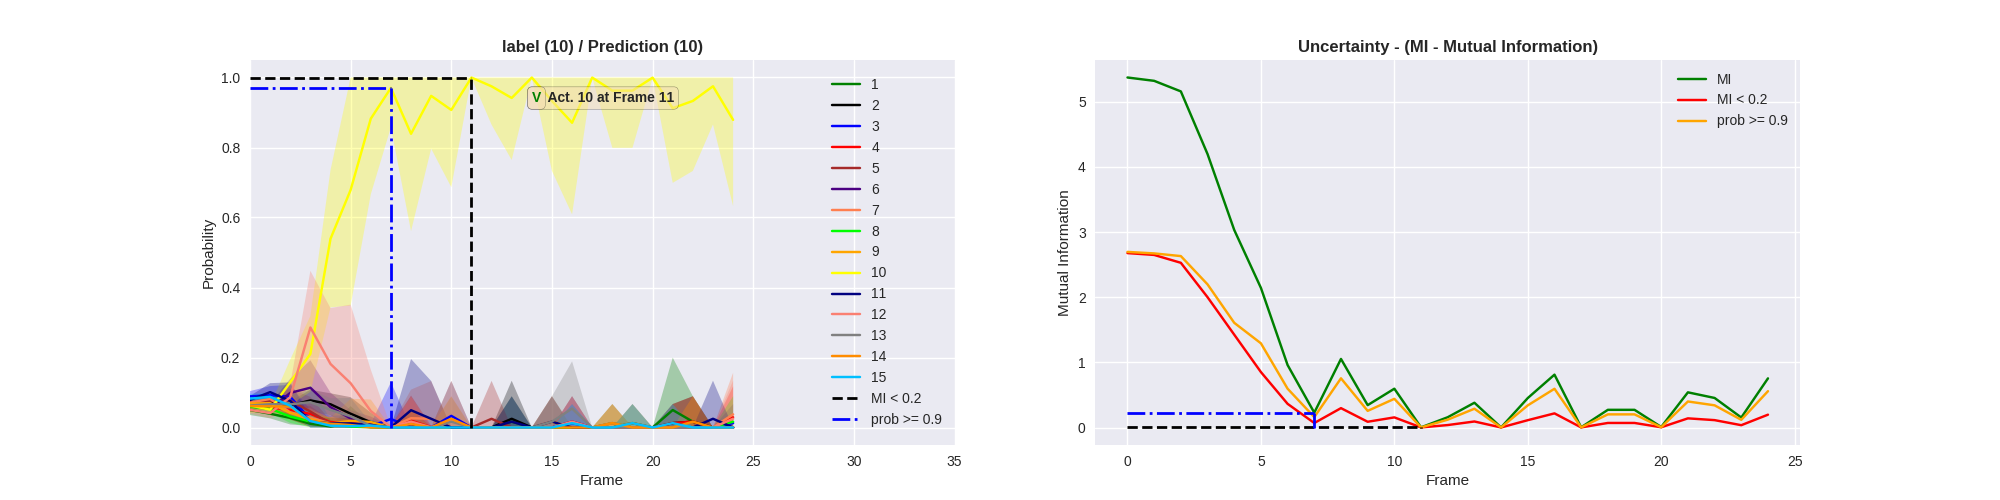 label (10) / Prediction (10)
1.0
0.8
0.6
0.4
0.2
0.0
Probability
0 5 10 15 20 25 30 35
Frame
V Act. 10 at Frame 11
1
2
3
4
5
6
7
8
9
10
11
12
13
14
15
MI < 0.2
prob >= 0.9
Uncertainty - (MI - Mutual Information)
5
4
3
2
1
0
Mutual Information
0 5 10 15 20 25
Frame
MI
MI < 0.2
prob >= 0.9